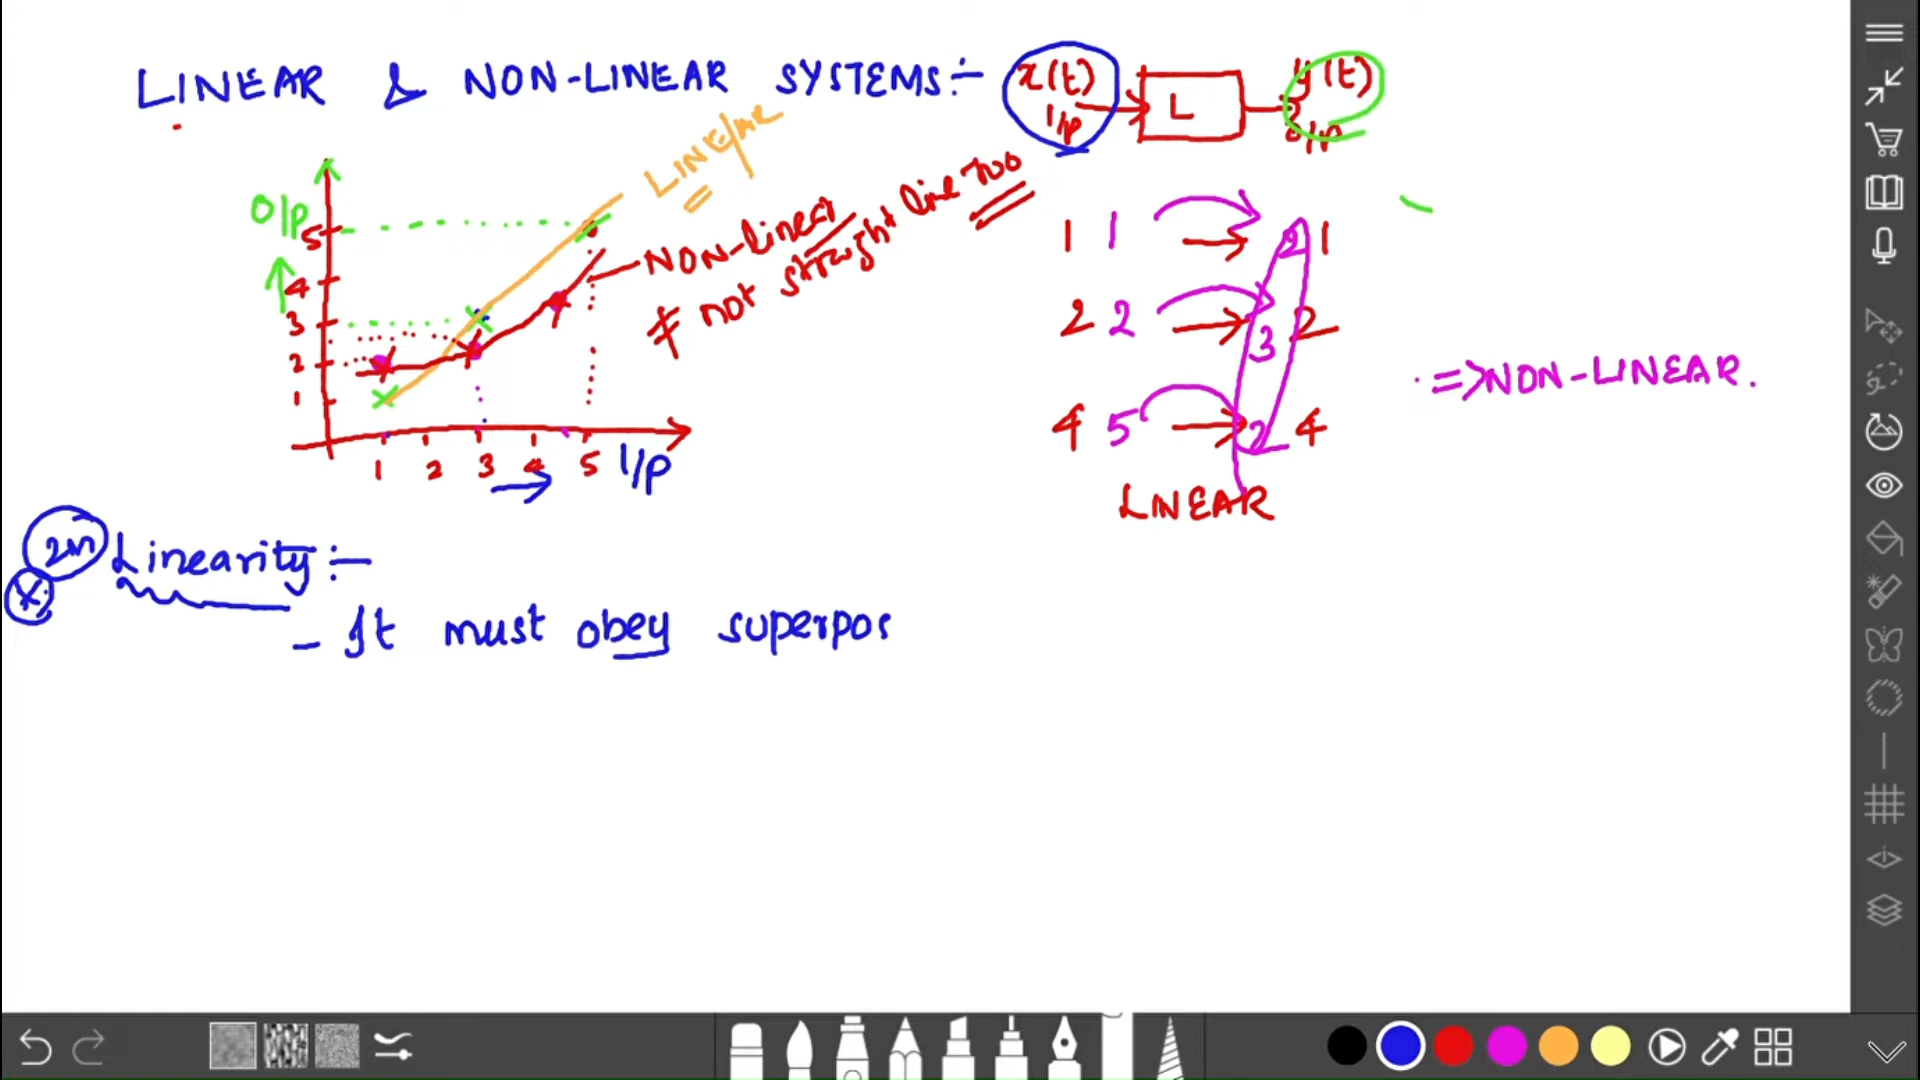 LINEAR & NON-LINEAR SYSTEMS:-
x(t) L y(t)
I/p O/p
LINEAR
Non-linear
# not straight line too
O/p
5
4
3
2
1
1 2 3 4 5 I/p
1 1 → 2 1
2 2 → 3 2
4 5 → 2 4
LINEAR
=> NON-LINEAR.
2m Linearity:-
- It must obey superpos